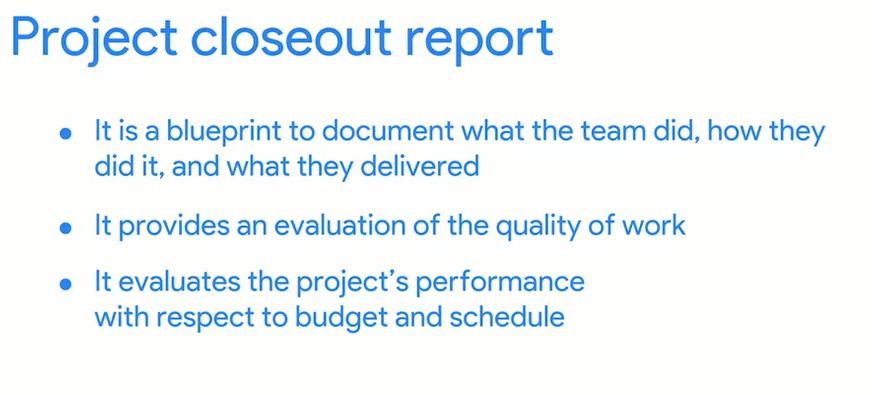 Project closeout report
● It is a blueprint to document what the team did, how they
did it, and what they delivered
● It provides an evaluation of the quality of work
● It evaluates the project’s performance
with respect to budget and schedule